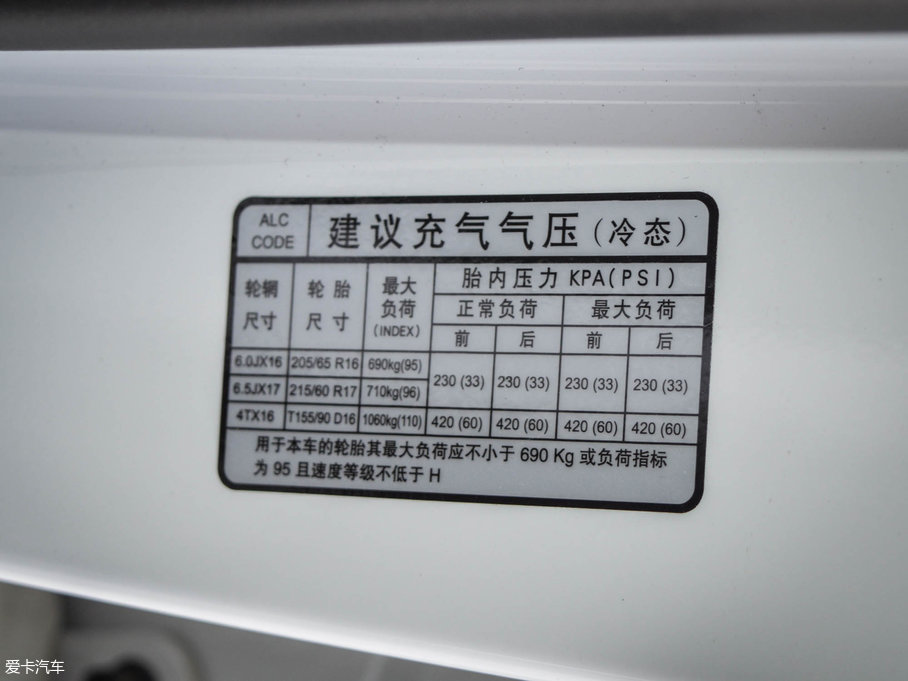 ALC CODE 建议充气气压(冷态)
轮辋尺寸 轮胎尺寸 最大负荷(INDEX) 胎内压力 KPA(PSI)
正常负荷 最大负荷
前 后 前 后
6.0JX16 205/65 R16 690kg(95) 230 (33) 230 (33) 230 (33) 230 (33)
6.5JX17 215/60 R17 710kg(96)
4TX16 T155/90 D16 1060kg(110) 420 (60) 420 (60) 420 (60) 420 (60)
用于本车的轮胎其最大负荷应不小于 690 Kg 或负荷指标
为 95 且速度等级不低于 H
爱卡汽车